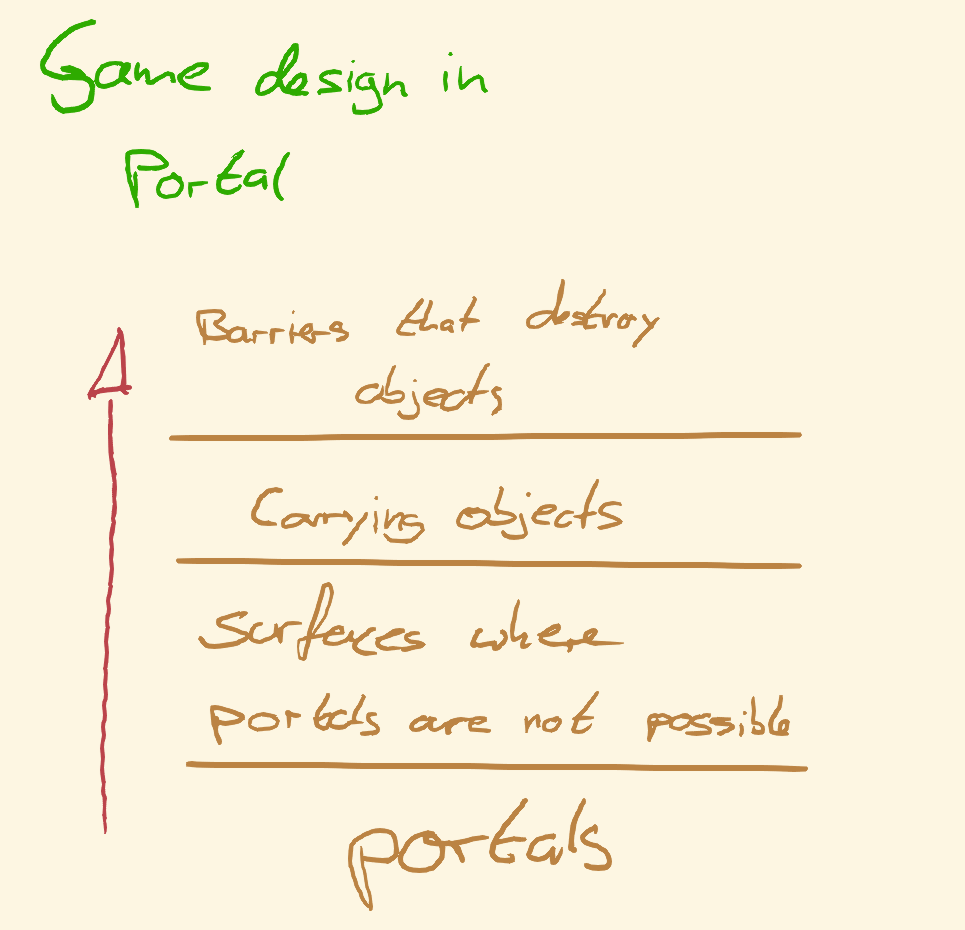 Game design in
Portal
Barriers that destroy
objects
Carrying objects
Surfaces where
portals are not possible
portals